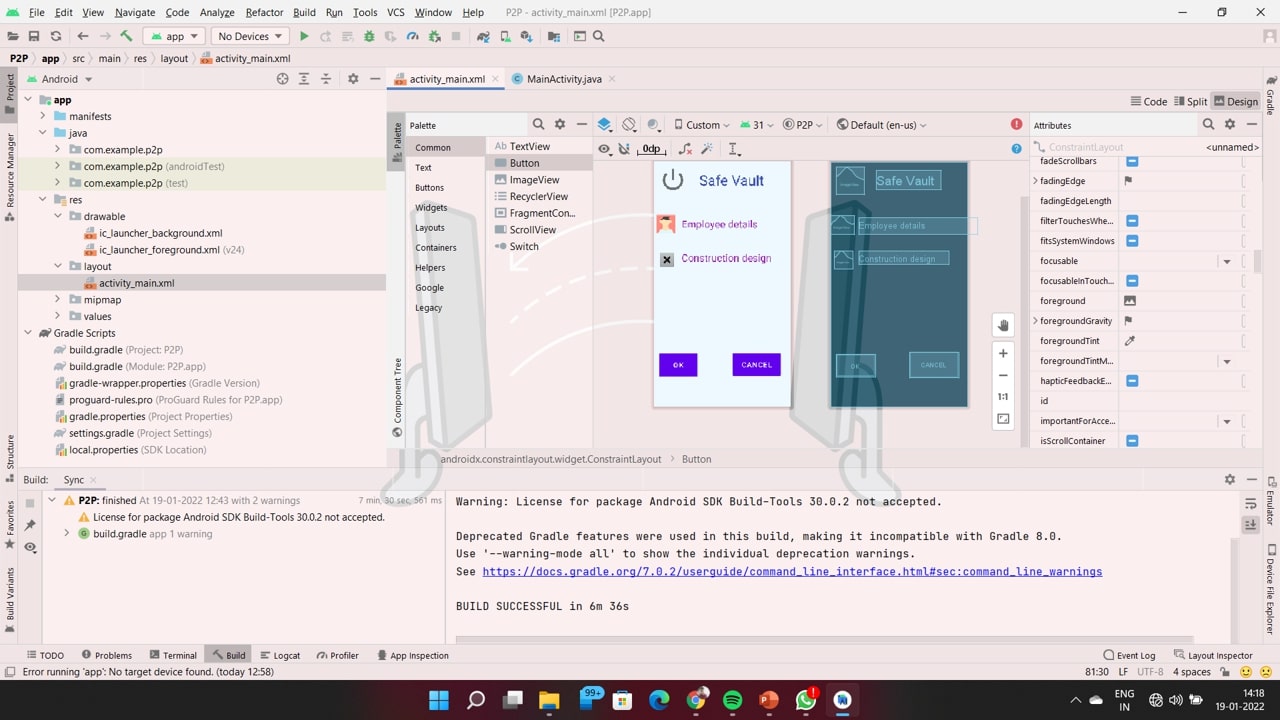 File Edit View Navigate Code Analyze Refactor Build Run Tools VCS Window Help P2P - activity_main.xml [P2P.app]
app No Devices
P2P app src main res layout activity_main.xml
Project
Resource Manager
Structure
Favorites
Build Variants
Android
app
manifests
java
com.example.p2p
com.example.p2p (androidTest)
com.example.p2p (test)
res
drawable
ic_launcher_background.xml
ic_launcher_foreground.xml (v24)
layout
activity_main.xml
mipmap
values
Gradle Scripts
build.gradle (Project: P2P)
build.gradle (Module: P2P.app)
gradle-wrapper.properties (Gradle Version)
proguard-rules.pro (ProGuard Rules for P2P.app)
gradle.properties (Project Properties)
settings.gradle (Project Settings)
local.properties (SDK Location)
activity_main.xml MainActivity.java
Code Split Design
Palette
Component Tree
Palette
Common
Text
Buttons
Widgets
Layouts
Containers
Helpers
Google
Legacy
Ab TextView
Button
ImageView
RecyclerView
FragmentCon...
ScrollView
Switch
Custom 31 P2P Default (en-us)
0dp
Safe Vault
Employee details
Construction design
OK CANCEL
Safe Vault
Employee details
Construction design
OK CANCEL
1:1
androidx.constraintlayout.widget.ConstraintLayout Button
Attributes
ConstraintLayout <unnamed>
fadeScrollbars
fadingEdge
fadingEdgeLength
filterTouchesWhe...
fitsSystemWindows
focusable
focusableInTouch...
foreground
foregroundGravity
foregroundTint
foregroundTintM...
hapticFeedbackE...
id
importantForAcce...
isScrollContainer
Gradle
Emulator
Device File Explorer
Build: Sync
P2P: finished At 19-01-2022 12:43 with 2 warnings 7 min, 30 sec, 561 ms
License for package Android SDK Build-Tools 30.0.2 not accepted.
build.gradle app 1 warning
Warning: License for package Android SDK Build-Tools 30.0.2 not accepted.
Deprecated Gradle features were used in this build, making it incompatible with Gradle 8.0.
Use '--warning-mode all' to show the individual deprecation warnings.
See https://docs.gradle.org/7.0.2/userguide/command_line_interface.html#sec:command_line_warnings
BUILD SUCCESSFUL in 6m 36s
TODO Problems Terminal Build Logcat Profiler App Inspection Event Log Layout Inspector
Error running 'app': No target device found. (today 12:58) 81:30 LF UTF-8 4 spaces
99+
ENG
IN
14:18
19-01-2022